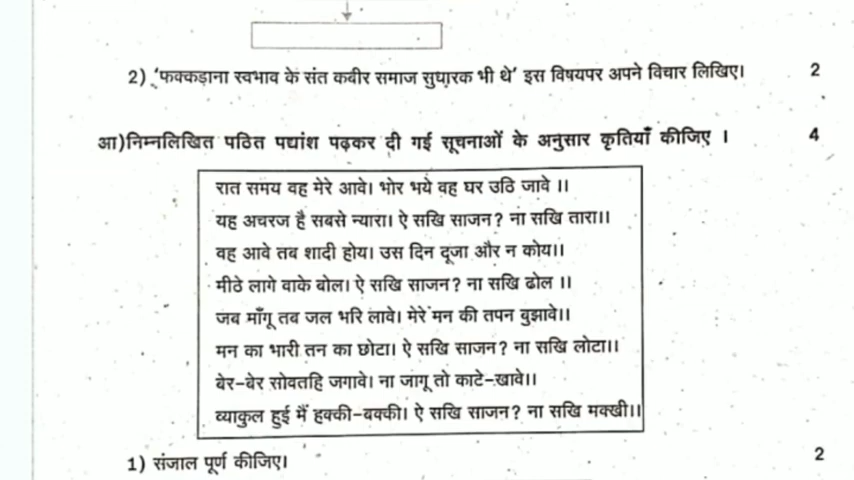 2) 'फक्कड़ाना स्वभाव के संत कबीर समाज सुधारक भी थे' इस विषयपर अपने विचार लिखिए। 2
आ)निम्नलिखित पठित पद्यांश पढ़कर दी गई सूचनाओं के अनुसार कृतियाँ कीजिए । 4
रात समय वह मेरे आवे। भोर भये वह घर उठि जावे ।।
यह अचरज है सबसे न्यारा। ऐ सखि साजन? ना सखि तारा।।
वह आवे तब शादी होय। उस दिन दूजा और न कोय।।
मीठे लागे वाके बोल। ऐ सखि साजन? ना सखि ढोल ।।
जब माँगू तब जल भरि लावे। मेरे मन की तपन बुझावे।।
मन का भारी तन का छोटा। ऐ सखि साजन? ना सखि लोटा।।
बेर-बेर सोवतहि जगावे। ना जागू तो काटे-खावे।।
व्याकुल हुई मैं हक्की-बक्की। ऐ सखि साजन? ना सखि मक्खी।।
1) संजाल पूर्ण कीजिए। 2